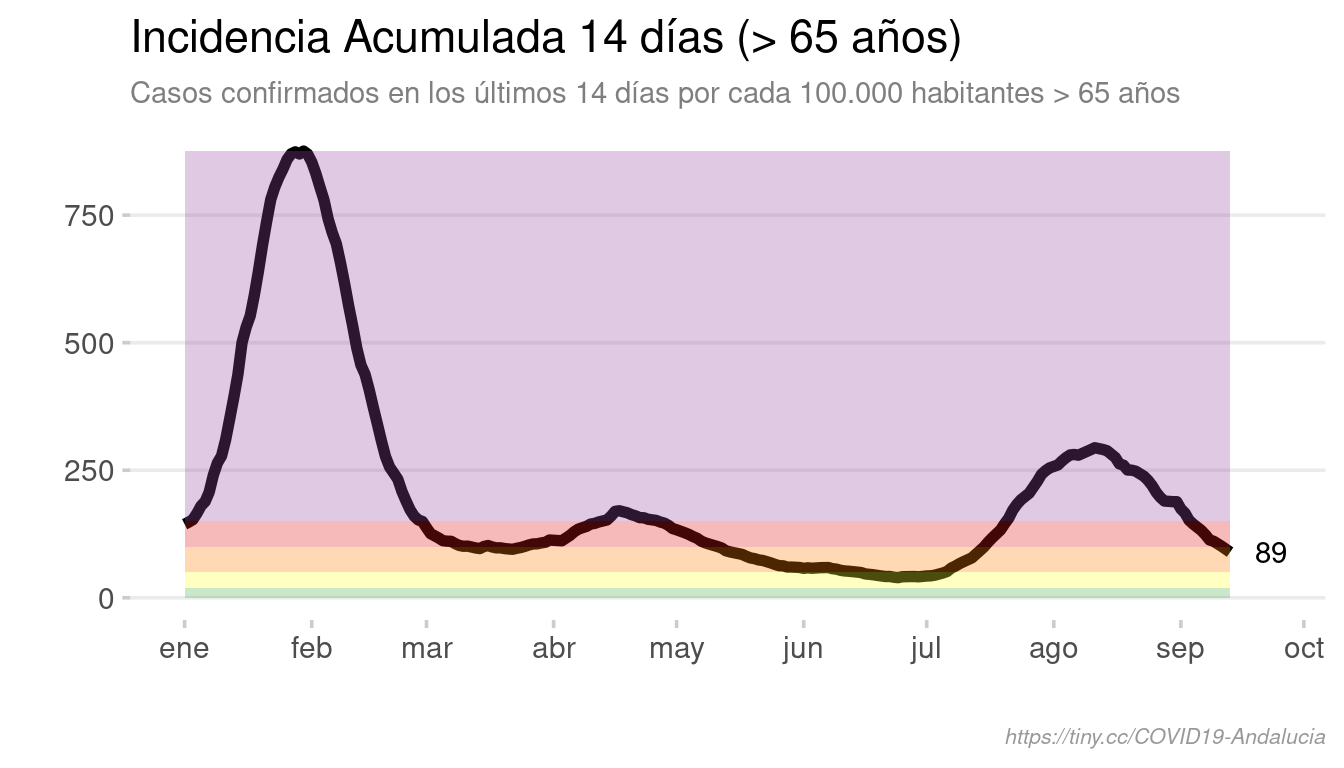 Incidencia Acumulada 14 días (> 65 años)
Casos confirmados en los últimos 14 días por cada 100.000 habitantes > 65 años
750
500
250
0
89
ene feb mar abr may jun jul ago sep oct
https://tiny.cc/COVID19-Andalucia